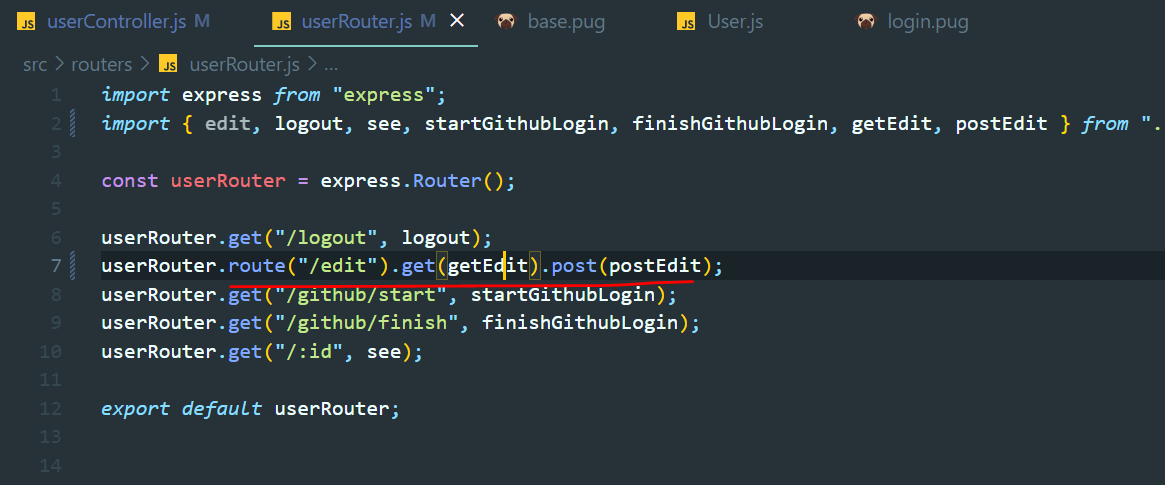 JS userController.js M JS userRouter.js M × base.pug JS User.js login.pug
src > routers > JS userRouter.js > ...
1 import express from "express";
2 import { edit, logout, see, startGithubLogin, finishGithubLogin, getEdit, postEdit } from ".
3
4 const userRouter = express.Router();
5
6 userRouter.get("/logout", logout);
7 userRouter.route("/edit").get(getEdit).post(postEdit);
8 userRouter.get("/github/start", startGithubLogin);
9 userRouter.get("/github/finish", finishGithubLogin);
10 userRouter.get("/:id", see);
11
12 export default userRouter;
13
14